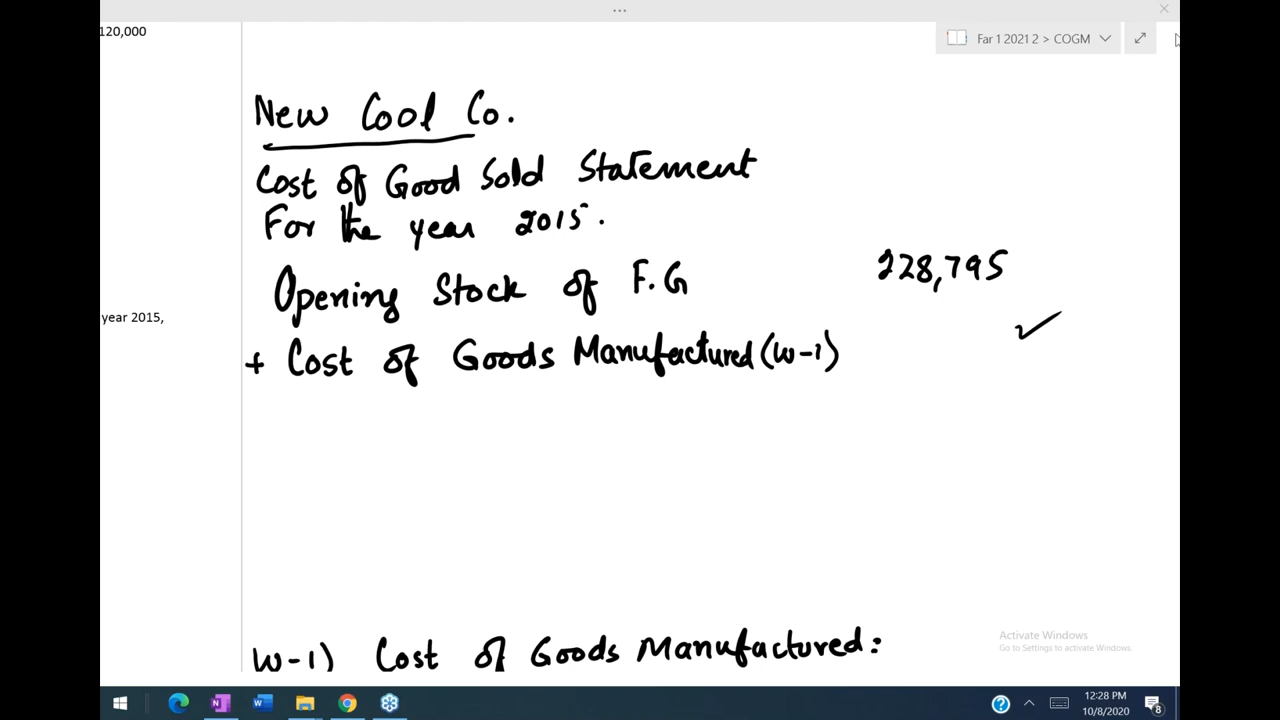 120,000
Far 1 2021 2 > COGM
New Cool Co.
Cost of Good Sold Statement
For the year 2015.
Opening Stock of F.G 228,795
year 2015,
+ Cost of Goods Manufactured (W-1)
W-1) Cost of Goods Manufactured:
Activate Windows
Go to Settings to activate Windows.
12:28 PM
10/8/2020
8